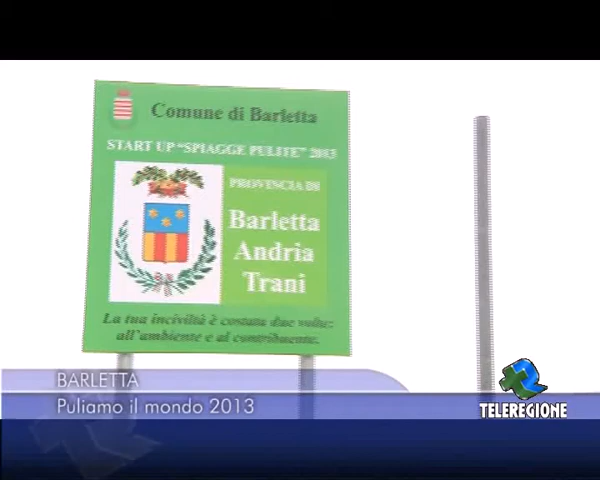 Comune di Barletta
START UP "SPIAGGE PULITE" 2013
PROVINCIA DI
Barletta
Andria
Trani
La tua inciviltà è costata due volte:
all'ambiente e al contribuente.
BARLETTA
Puliamo il mondo 2013
TELEREGIONE